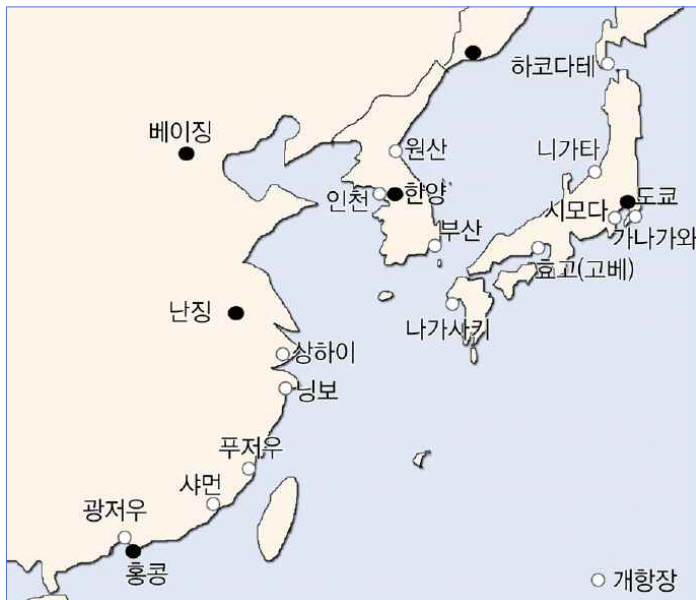 하코다테
베이징
원산
니가타
인천
한양
도쿄
시모다
부산
가나가와
효고(고베)
난징
나가사키
상하이
닝보
푸저우
샤먼
광저우
홍콩
개항장